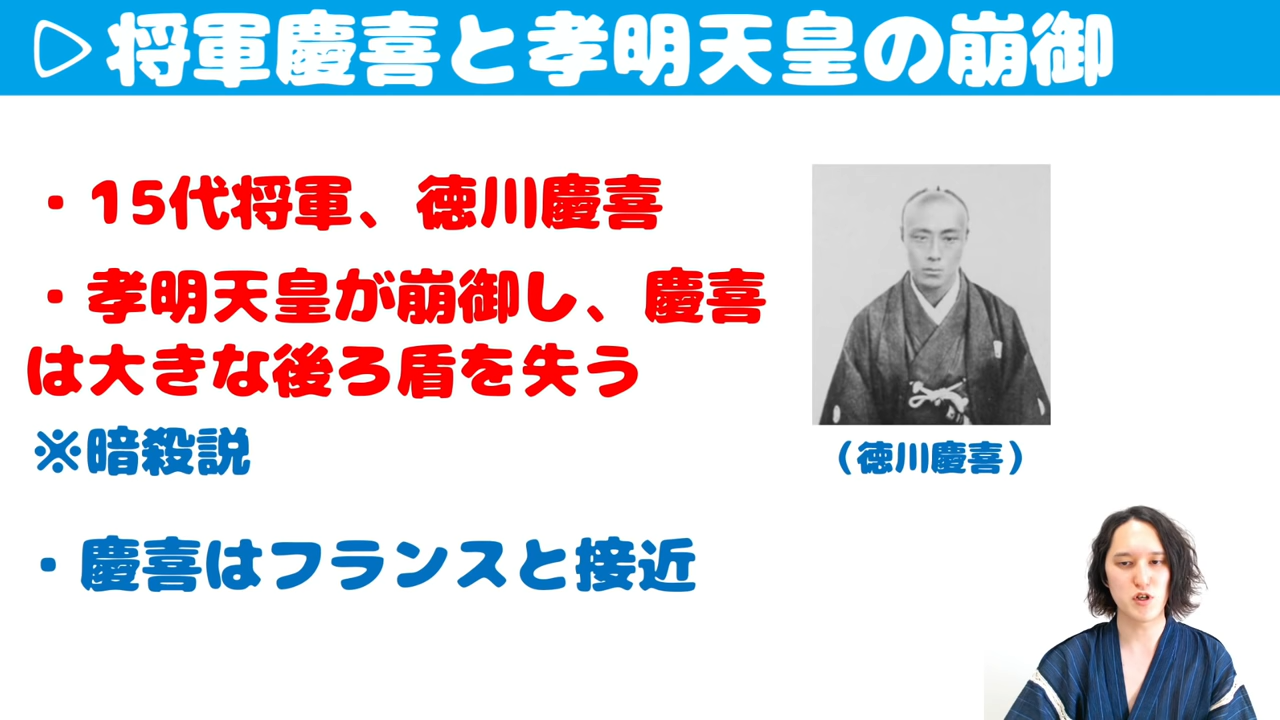 ▷将軍慶喜と孝明天皇の崩御
・15代将軍、徳川慶喜
・孝明天皇が崩御し、慶喜
は大きな後ろ盾を失う
※暗殺説
（徳川慶喜）
・慶喜はフランスと接近